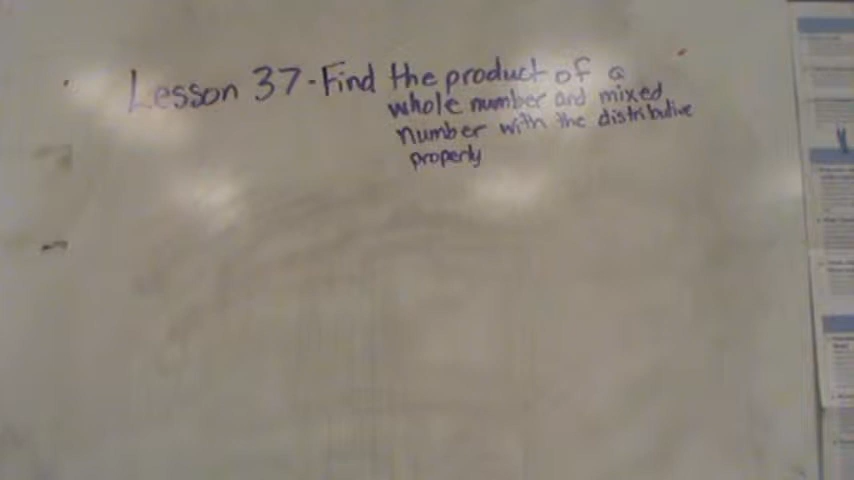 Lesson 37 - Find the product of a
whole number and mixed
number with the distributive
property